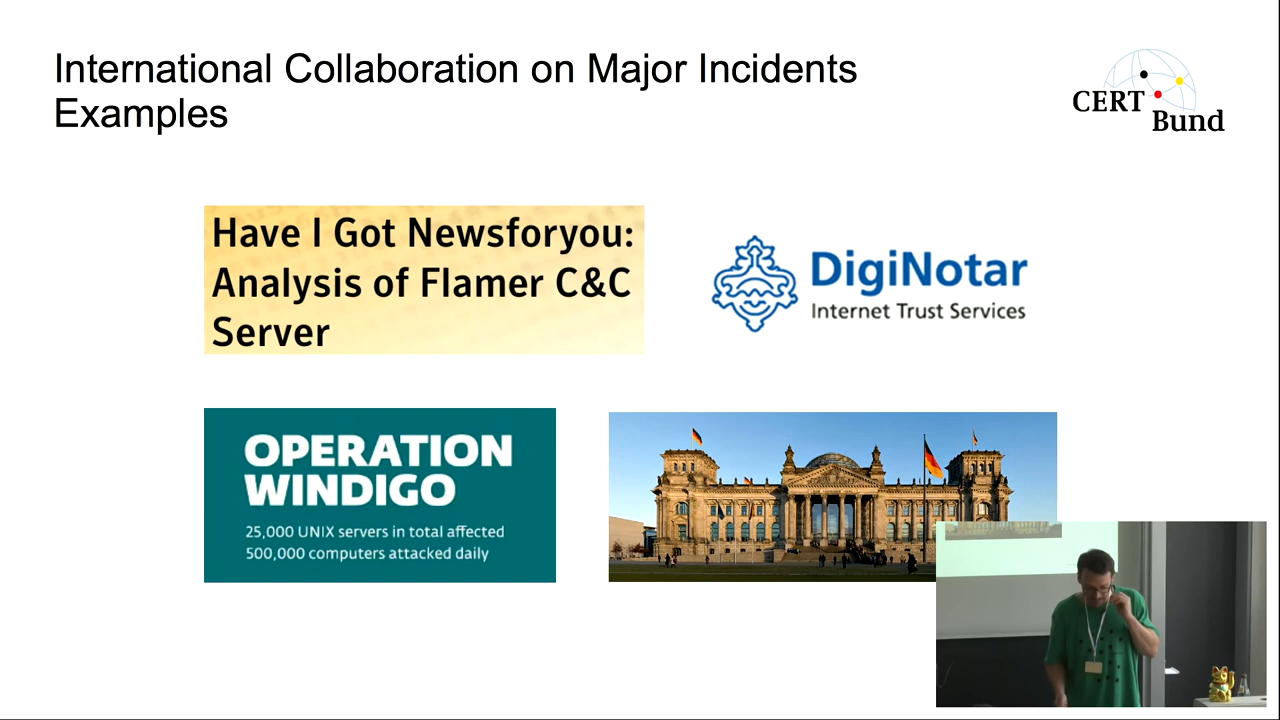 International Collaboration on Major Incidents
Examples
CERT
Bund
Have I Got Newsforyou:
Analysis of Flamer C&C
Server
DigiNotar
Internet Trust Services
OPERATION
WINDIGO
25,000 UNIX servers in total affected
500,000 computers attacked daily